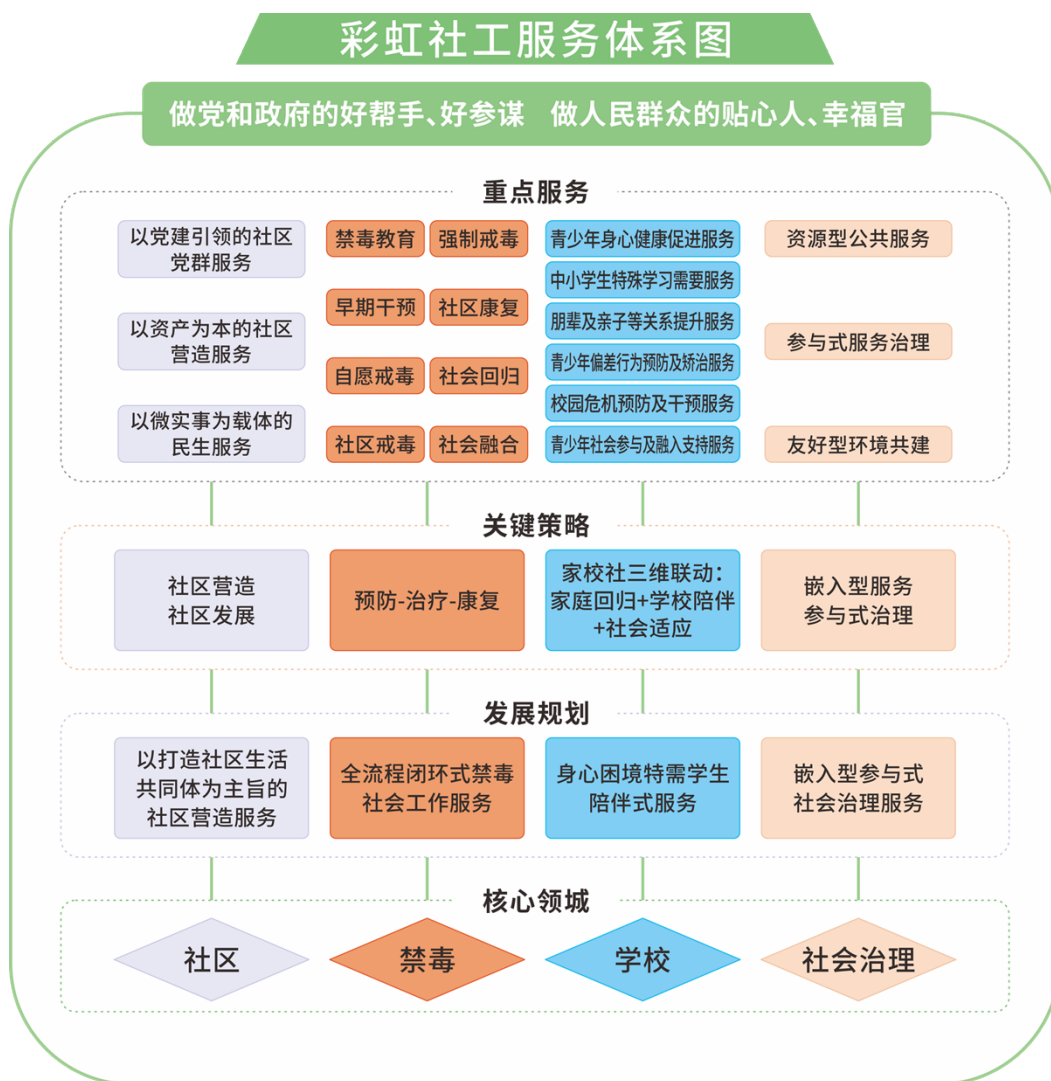 彩虹社工服务体系图
做党和政府的好帮手、好参谋 做人民群众的贴心人、幸福官
重点服务
以党建引领的社区
党群服务
以资产为本的社区
营造服务
以微实事为载体的
民生服务
禁毒教育
强制戒毒
早期干预
社区康复
自愿戒毒
社会回归
社区戒毒
社会融合
青少年身心健康促进服务
中小学生特殊学习需要服务
朋辈及亲子等关系提升服务
青少年偏差行为预防及矫治服务
校园危机预防及干预服务
青少年社会参与及融入支持服务
资源型公共服务
参与式服务治理
友好型环境共建
关键策略
社区营造
社区发展
预防-治疗-康复
家校社三维联动：
家庭回归+学校陪伴
+社会适应
嵌入型服务
参与式治理
发展规划
以打造社区生活
共同体为主旨的
社区营造服务
全流程闭环式禁毒
社会工作服务
身心困境特需学生
陪伴式服务
嵌入型参与式
社会治理服务
核心领城
社区
禁毒
学校
社会治理